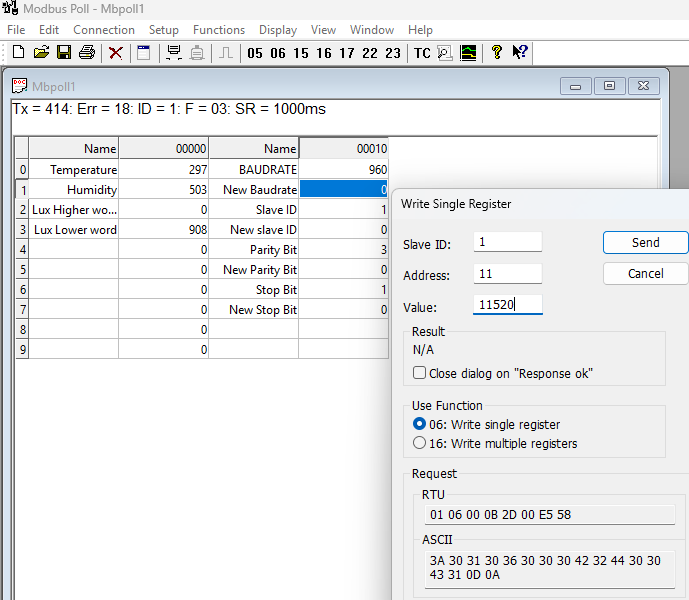 Modbus Poll - Mbpoll1
File Edit Connection Setup Functions Display View Window Help
05 06 15 16 17 22 23 TC
Mbpoll1
Tx = 414: Err = 18: ID = 1: F = 03: SR = 1000ms
Name 00000 Name 00010
0 Temperature 297 BAUDRATE 960
1 Humidity 503 New Baudrate 0
2 Lux Higher wo... 0 Slave ID 1
3 Lux Lower word 908 New slave ID 0
4 0 Parity Bit 3
5 0 New Parity Bit 0
6 0 Stop Bit 1
7 0 New Stop Bit 0
8 0
9 0
Write Single Register
Slave ID: 1 Send
Address: 11 Cancel
Value: 11520
Result
N/A
Close dialog on "Response ok"
Use Function
06: Write single register
16: Write multiple registers
Request
RTU
01 06 00 0B 2D 00 E5 58
ASCII
3A 30 31 30 36 30 30 30 42 32 44 30 30
43 31 0D 0A